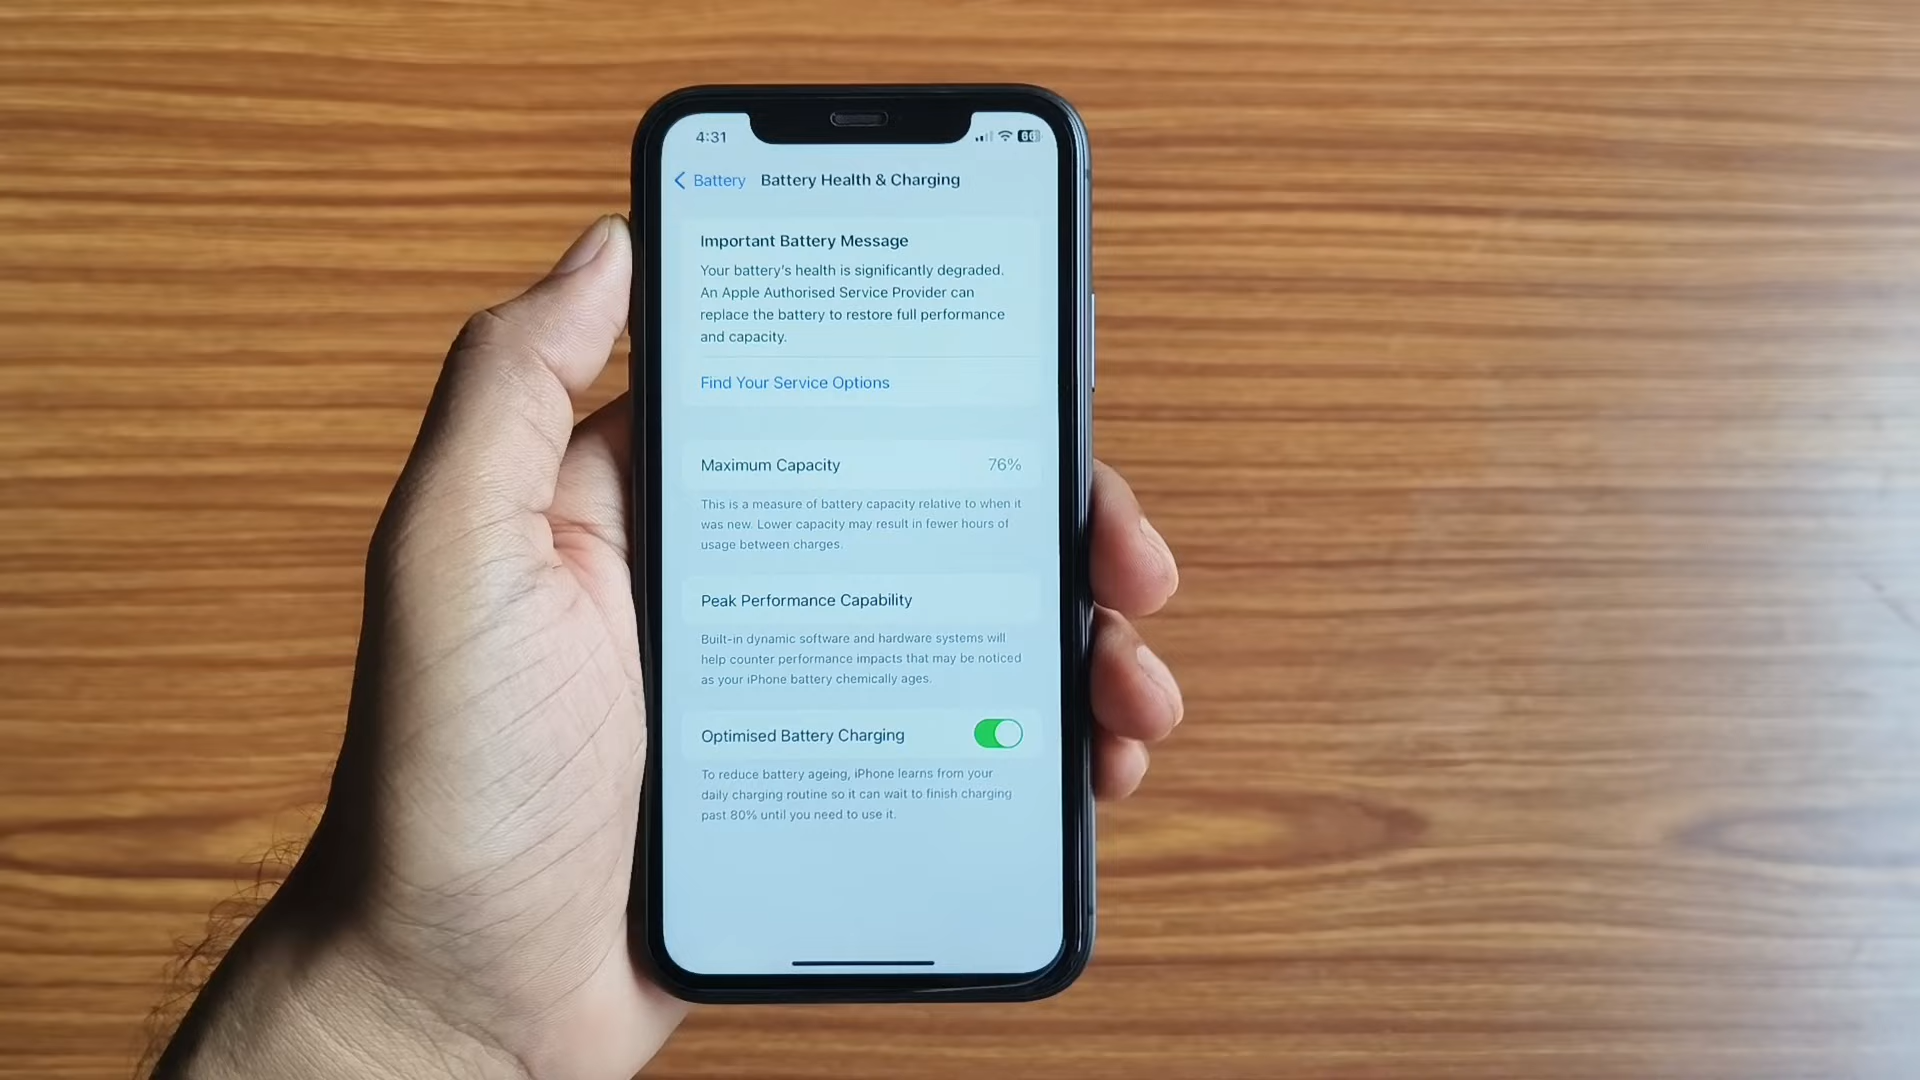 4:31
66
Battery
Battery Health & Charging
Important Battery Message
Your battery's health is significantly degraded.
An Apple Authorised Service Provider can
replace the battery to restore full performance
and capacity.
Find Your Service Options
Maximum Capacity 76%
This is a measure of battery capacity relative to when it
was new. Lower capacity may result in fewer hours of
usage between charges.
Peak Performance Capability
Built-in dynamic software and hardware systems will
help counter performance impacts that may be noticed
as your iPhone battery chemically ages.
Optimised Battery Charging
To reduce battery ageing, iPhone learns from your
daily charging routine so it can wait to finish charging
past 80% until you need to use it.